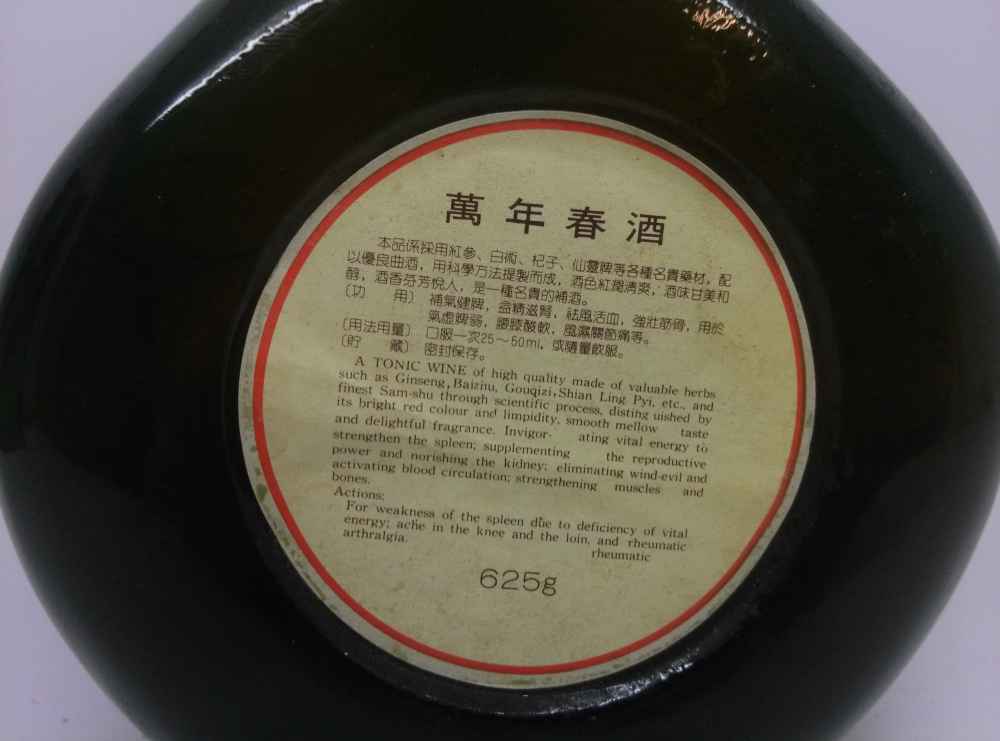 萬年春酒
本品係採用紅參、白術、杞子、仙靈脾等各種名貴藥材，配
以優良曲酒，用科學方法提製而成，酒色紅潤清爽，酒味甘美和
醇，酒香芬芳悅人，是一種名貴的補酒。
〔功　用〕補氣健脾，益精滋腎，祛風活血，強壯筋骨，用於
氣虛脾弱，腰膝酸軟，風濕關節痛等。
〔用法用量〕口服一次25～50ml，或隨量飲服。
〔貯　藏〕密封保存。
A TONIC WINE of high quality made of valuable herbs
such as Ginseng, Baizhu, Gouqizi, Shian Ling Pyi, etc., and
finest Sam-shu through scientific process, disting uished by
its bright red colour and limpidity, smooth mellow taste
and delightful fragrance. Invigor- ating vital energy to
strengthen the spleen; supplementing the reproductive
power and norishing the kidney; eliminating wind-evil and
activating blood circulation; strengthening muscles and
bones.
Actions:
For weakness of the spleen due to deficiency of vital
energy; ache in the knee and the loin, and rheumatic
arthralgia. rheumatic
625g